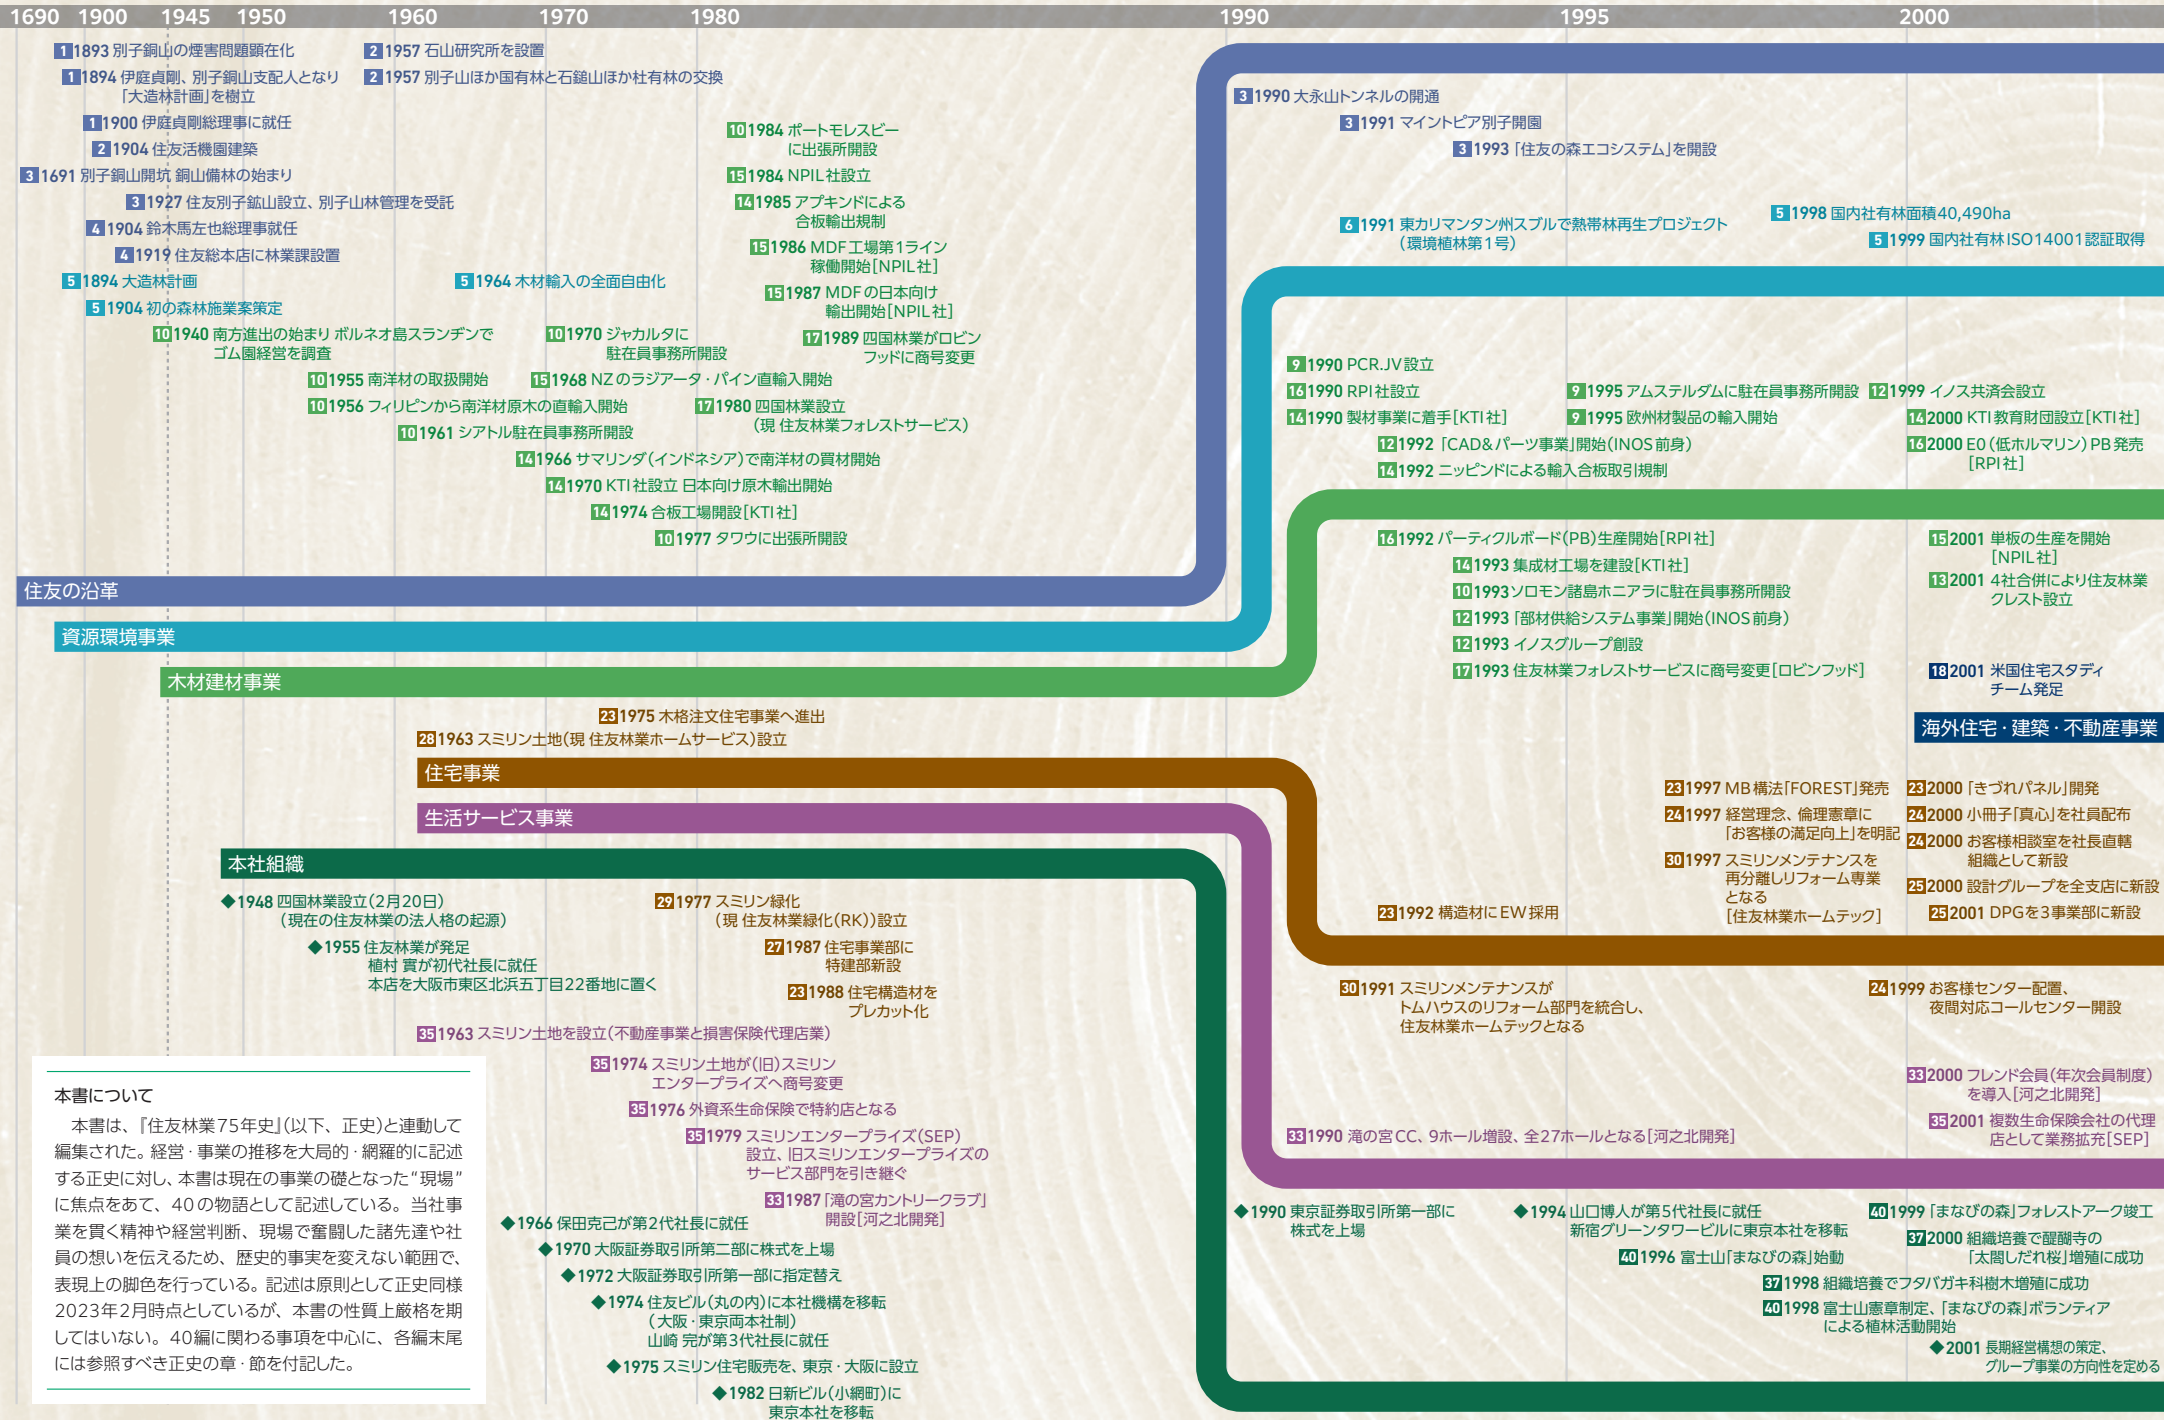 1690 1900 1945 1950 1960 1970 1980 1990 1995 2000
1 1893 別子銅山の煙害問題顕在化
1 1894 伊庭貞剛、別子銅山支配人となり
「大造林計画」を樹立
1 1900 伊庭貞剛総理事に就任
2 1904 住友活機園建築
3 1691 別子銅山開坑 銅山備林の始まり
3 1927 住友別子鉱山設立、別子山林管理を受託
4 1904 鈴木馬左也総理事就任
4 1919 住友総本店に林業課設置
5 1894 大造林計画
5 1904 初の森林施業案策定
2 1957 石山研究所を設置
2 1957 別子山ほか国有林と石鎚山ほか社有林の交換
5 1964 木材輸入の全面自由化
10 1940 南方進出の始まり ボルネオ島スランヂンで
ゴム園経営を調査
10 1955 南洋材の取扱開始
10 1956 フィリピンから南洋材原木の直輸入開始
10 1961 シアトル駐在員事務所開設
14 1966 サマリンダ(インドネシア)で南洋材の買材開始
14 1970 KTI社設立 日本向け原木輸出開始
14 1974 合板工場開設[KTI社]
10 1977 タワウに出張所開設
10 1970 ジャカルタに
駐在員事務所開設
15 1968 NZのラジアータ・パイン直輸入開始
17 1980 四国林業設立
(現 住友林業フォレストサービス)
10 1984 ポートモレスビー
に出張所開設
15 1984 NPIL社設立
14 1985 アプキンドによる
合板輸出規制
15 1986 MDF工場第1ライン
稼働開始[NPIL社]
15 1987 MDFの日本向け
輸出開始[NPIL社]
17 1989 四国林業がロビン
フッドに商号変更
3 1990 大永山トンネルの開通
3 1991 マイントピア別子開園
3 1993 「住友の森エコシステム」を開設
6 1991 東カリマンタン州スブルで熱帯林再生プロジェクト
(環境植林第1号)
5 1998 国内社有林面積40,490ha
5 1999 国内社有林ISO14001認証取得
9 1990 PCR.JV設立
16 1990 RPI社設立
14 1990 製材事業に着手[KTI社]
12 1992 「CAD&パーツ事業」開始(INOS前身)
14 1992 ニッピンドによる輸入合板取引規制
9 1995 アムステルダムに駐在員事務所開設
9 1995 欧州材製品の輸入開始
12 1999 イノス共済会設立
14 2000 KTI教育財団設立[KTI社]
16 2000 E0(低ホルマリン)PB発売
[RPI社]
16 1992 パーティクルボード(PB)生産開始[RPI社]
14 1993 集成材工場を建設[KTI社]
10 1993 ソロモン諸島ホニアラに駐在員事務所開設
12 1993 「部材供給システム事業」開始(INOS前身)
12 1993 イノスグループ創設
17 1993 住友林業フォレストサービスに商号変更[ロビンフッド]
15 2001 単板の生産を開始
[NPIL社]
13 2001 4社合併により住友林業
クレスト設立
18 2001 米国住宅スタディ
チーム発足
海外住宅・建築・不動産事業
住友の沿革
資源環境事業
木材建材事業
23 1975 木格注文住宅事業へ進出
28 1963 スミリン土地(現 住友林業ホームサービス)設立
住宅事業
生活サービス事業
本社組織
23 1997 MB構法「FOREST」発売
24 1997 経営理念、倫理憲章に
「お客様の満足向上」を明記
30 1997 スミリンメンテナンスを
再分離しリフォーム専業
となる
[住友林業ホームテック]
23 2000 「きづれパネル」開発
24 2000 小冊子「真心」を社員配布
24 2000 お客様相談室を社長直轄
組織として新設
25 2000 設計グループを全支店に新設
25 2001 DPGを3事業部に新設
23 1992 構造材にEW採用
◆1948 四国林業設立(2月20日)
(現在の住友林業の法人格の起源)
◆1955 住友林業が発足
植村 實が初代社長に就任
本店を大阪市東区北浜五丁目22番地に置く
29 1977 スミリン緑化
(現 住友林業緑化(RK))設立
27 1987 住宅事業部に
特建部新設
23 1988 住宅構造材を
プレカット化
30 1991 スミリンメンテナンスが
トムハウスのリフォーム部門を統合し、
住友林業ホームテックとなる
24 1999 お客様センター配置、
夜間対応コールセンター開設
35 1963 スミリン土地を設立(不動産事業と損害保険代理店業)
35 1974 スミリン土地が(旧)スミリン
エンタープライズへ商号変更
35 1976 外資系生命保険で特約店となる
35 1979 スミリンエンタープライズ(SEP)
設立、旧スミリンエンタープライズの
サービス部門を引き継ぐ
33 1987 「滝の宮カントリークラブ」
開設[河之北開発]
33 1990 滝の宮CC、9ホール増設、全27ホールとなる[河之北開発]
33 2000 フレンド会員(年次会員制度)
を導入[河之北開発]
35 2001 複数生命保険会社の代理
店として業務拡充[SEP]
◆1966 保田克己が第2代社長に就任
◆1970 大阪証券取引所第二部に株式を上場
◆1972 大阪証券取引所第一部に指定替え
◆1974 住友ビル(丸の内)に本社機構を移転
(大阪・東京両本社制)
山崎 完が第3代社長に就任
◆1975 スミリン住宅販売を、東京・大阪に設立
◆1982 日新ビル(小網町)に
東京本社を移転
◆1990 東京証券取引所第一部に
株式を上場
◆1994 山口博人が第5代社長に就任
新宿グリーンタワービルに東京本社を移転
40 1996 富士山「まなびの森」始動
37 1998 組織培養でフタバガキ科樹木増殖に成功
40 1998 富士山憲章制定、「まなびの森」ボランティア
による植林活動開始
40 1999 「まなびの森」フォレストアーク竣工
37 2000 組織培養で醍醐寺の
「太閤しだれ桜」増殖に成功
◆2001 長期経営構想の策定、
グループ事業の方向性を定める
本書について
本書は、『住友林業75年史』(以下、正史)と連動して
編集された。経営・事業の推移を大局的・網羅的に記述
する正史に対し、本書は現在の事業の礎となった“現場”
に焦点をあて、40の物語として記述している。当社事
業を貫く精神や経営判断、現場で奮闘した諸先達や社
員の想いを伝えるため、歴史的事実を変えない範囲で、
表現上の脚色を行っている。記述は原則として正史同様
2023年2月時点としているが、本書の性質上厳格を期
してはいない。40編に関わる事項を中心に、各編末尾
には参照すべき正史の章・節を付記した。